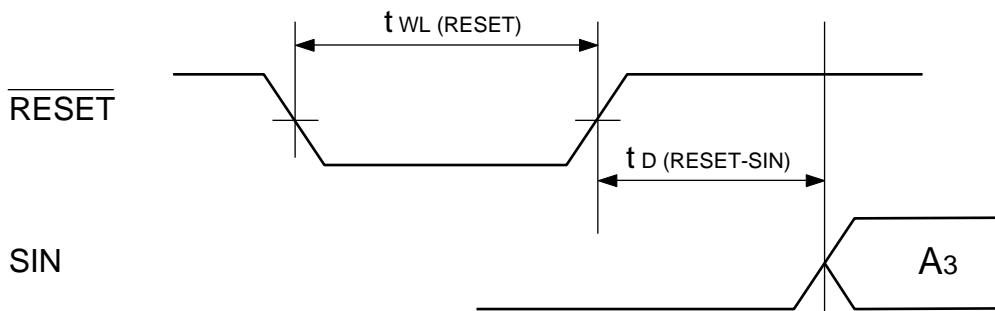 t WL (RESET)
RESET
t D (RESET-SIN)
SIN
A3